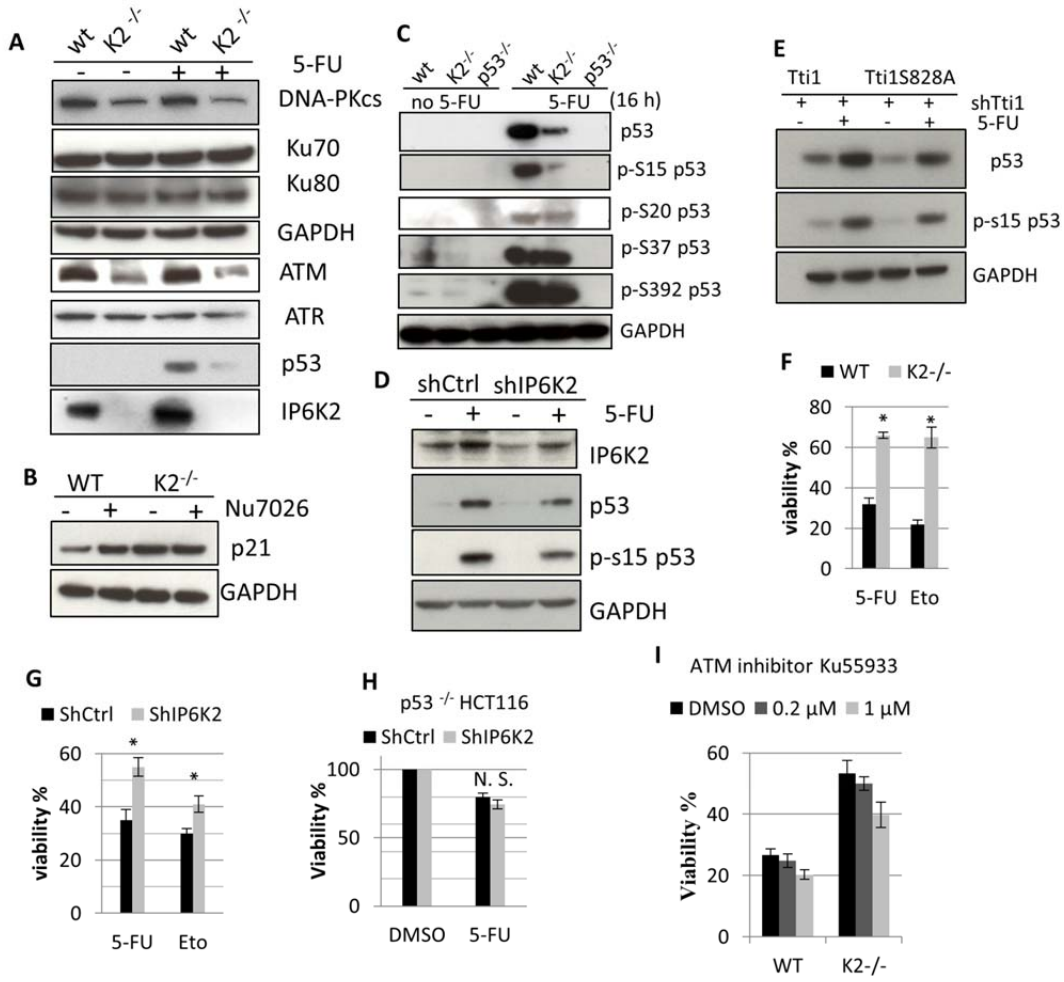 A
wt K2-/- wt K2-/-
- - + + 5-FU
DNA-PKcs
Ku70
Ku80
GAPDH
ATM
ATR
p53
IP6K2
B
WT K2-/-
- + - + Nu7026
p21
GAPDH
C
wt K2-/- p53-/- wt K2-/- p53-/-
no 5-FU 5-FU (16 h)
p53
p-S15 p53
p-S20 p53
p-S37 p53
p-S392 p53
GAPDH
D
shCtrl shIP6K2
- + - + 5-FU
IP6K2
p53
p-s15 p53
GAPDH
E
Tti1 Tti1S828A
+ + + + shTti1
- + - + 5-FU
p53
p-s15 p53
GAPDH
F
WT K2-/-
viability %
80
60
40
20
0
* *
5-FU Eto
G
ShCtrl ShIP6K2
viability %
60
40
20
0
* *
5-FU Eto
H
p53 -/- HCT116
ShCtrl ShIP6K2
Viability %
100
50
0
N. S.
DMSO 5-FU
I
ATM inhibitor Ku55933
DMSO 0.2 µM 1 µM
Viability %
60
40
20
0
WT K2-/-